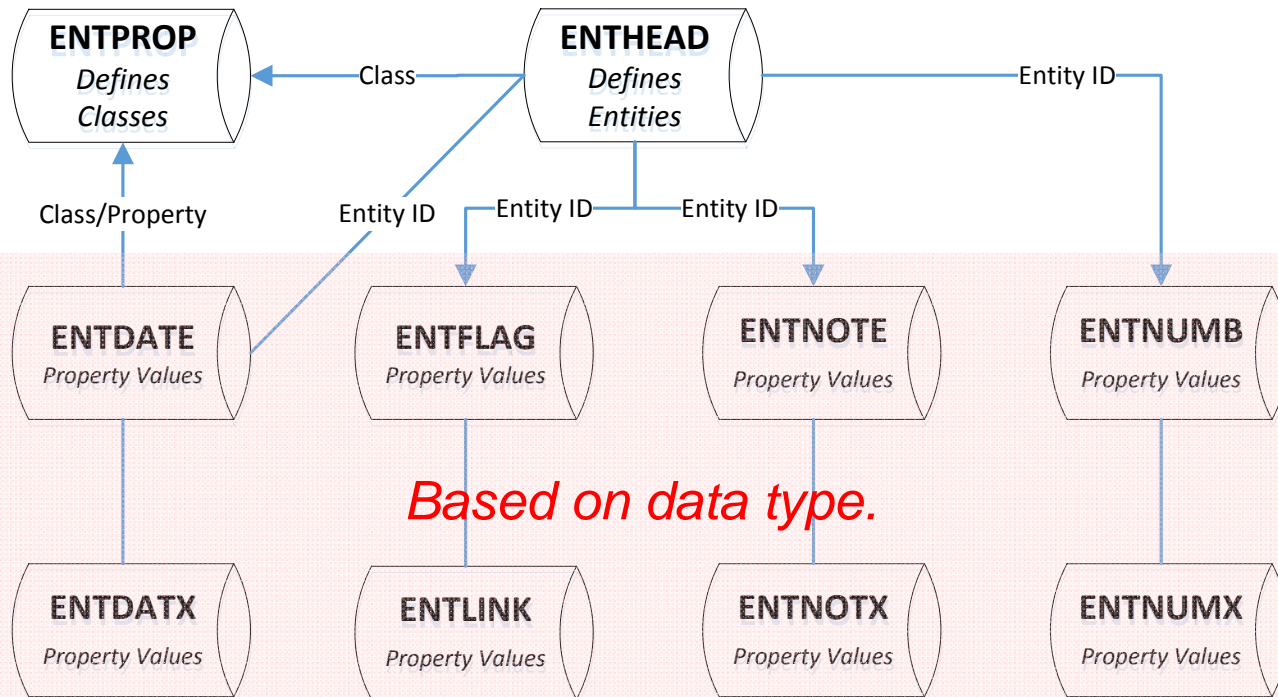 ENTPROP
Defines
Classes
ENTHEAD
Defines
Entities
Class
Entity ID
Class/Property
Entity ID
Entity ID
Entity ID
ENTDATE
Property Values
ENTFLAG
Property Values
ENTNOTE
Property Values
ENTNUMB
Property Values
Based on data type.
ENTDATX
Property Values
ENTLINK
Property Values
ENTNOTX
Property Values
ENTNUMX
Property Values